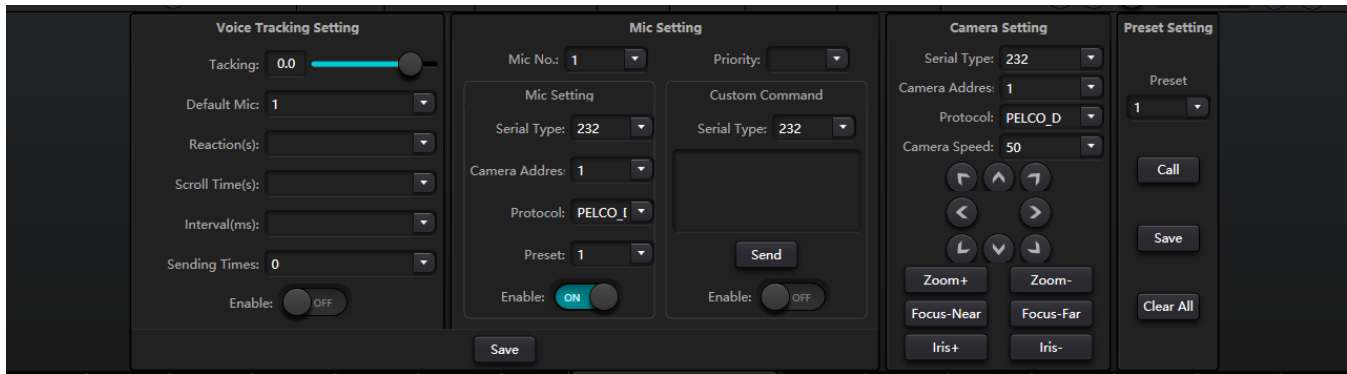 Voice Tracking Setting
Tacking: 0.0
Default Mic: 1
Reaction(s):
Scroll Time(s):
Interval(ms):
Sending Times: 0
Enable: OFF
Mic Setting
Mic No.: 1
Priority:
Mic Setting
Serial Type: 232
Camera Addres:
1
Protocol: PELCO_[
Preset: 1
Enable: ON
Custom Command
Serial Type: 232
Send
Enable: OFF
Save
Camera Setting
Serial Type: 232
Camera Addres: 1
Protocol: PELCO_D
Camera Speed: 50
Zoom+ Zoom-
Focus-Near Focus-Far
Iris+ Iris-
Preset Setting
Preset
1
Call
Save
Clear All